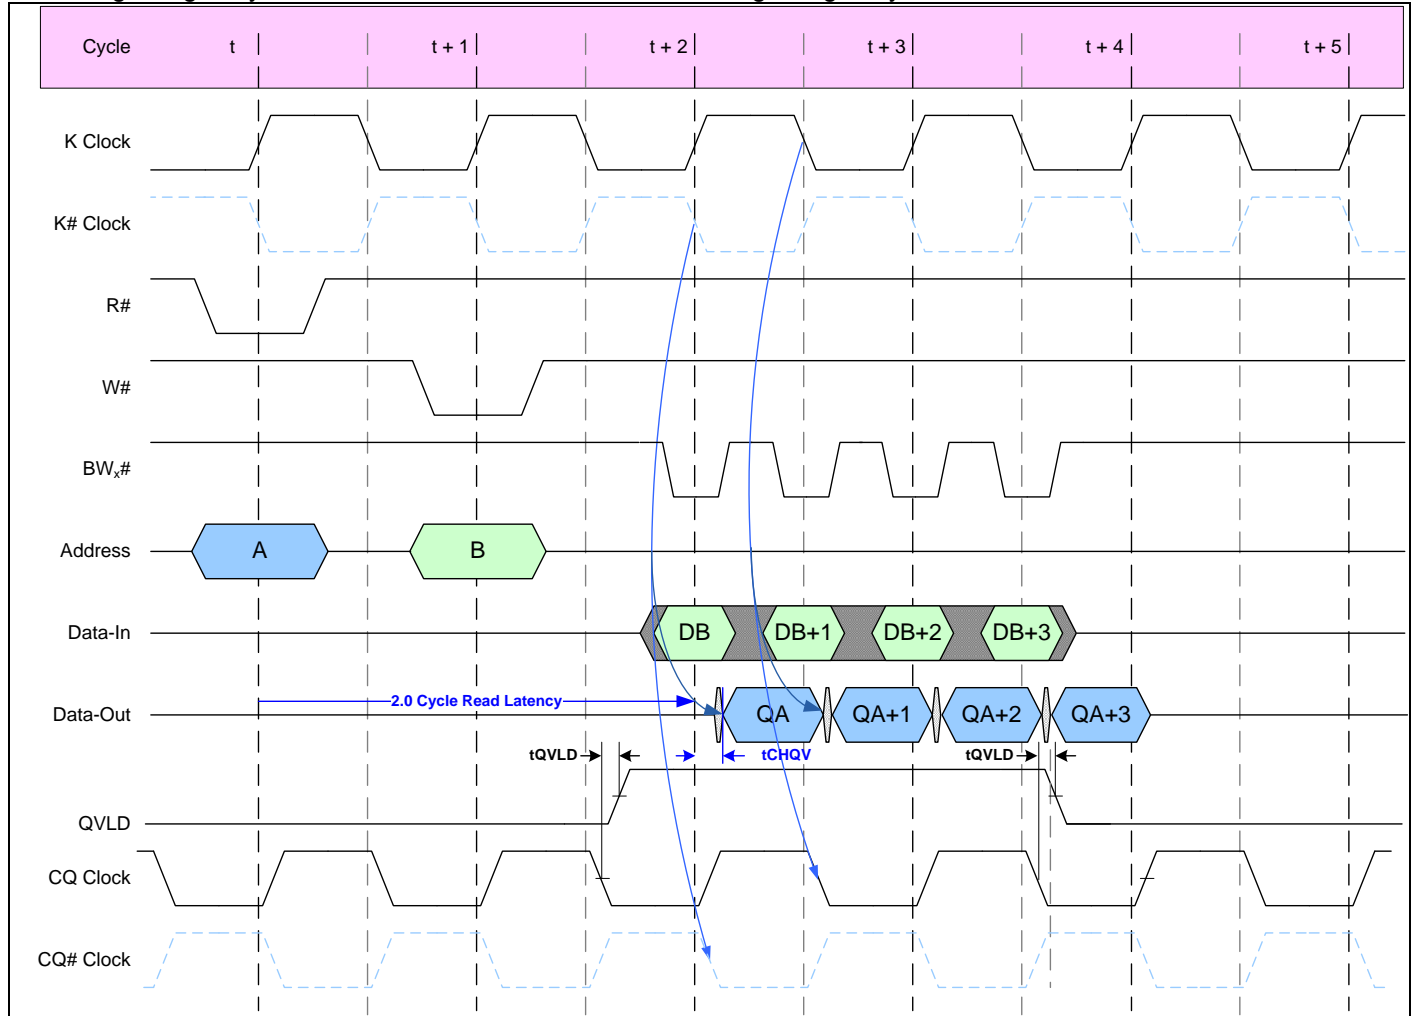 Cycle t t + 1 t + 2 t + 3 t + 4 t + 5
K Clock
K# Clock
R#
W#
BWx#
Address A B
Data-In DB DB+1 DB+2 DB+3
2.0 Cycle Read Latency
Data-Out QA QA+1 QA+2 QA+3
tQVLD tCHQV tQVLD
QVLD
CQ Clock
CQ# Clock